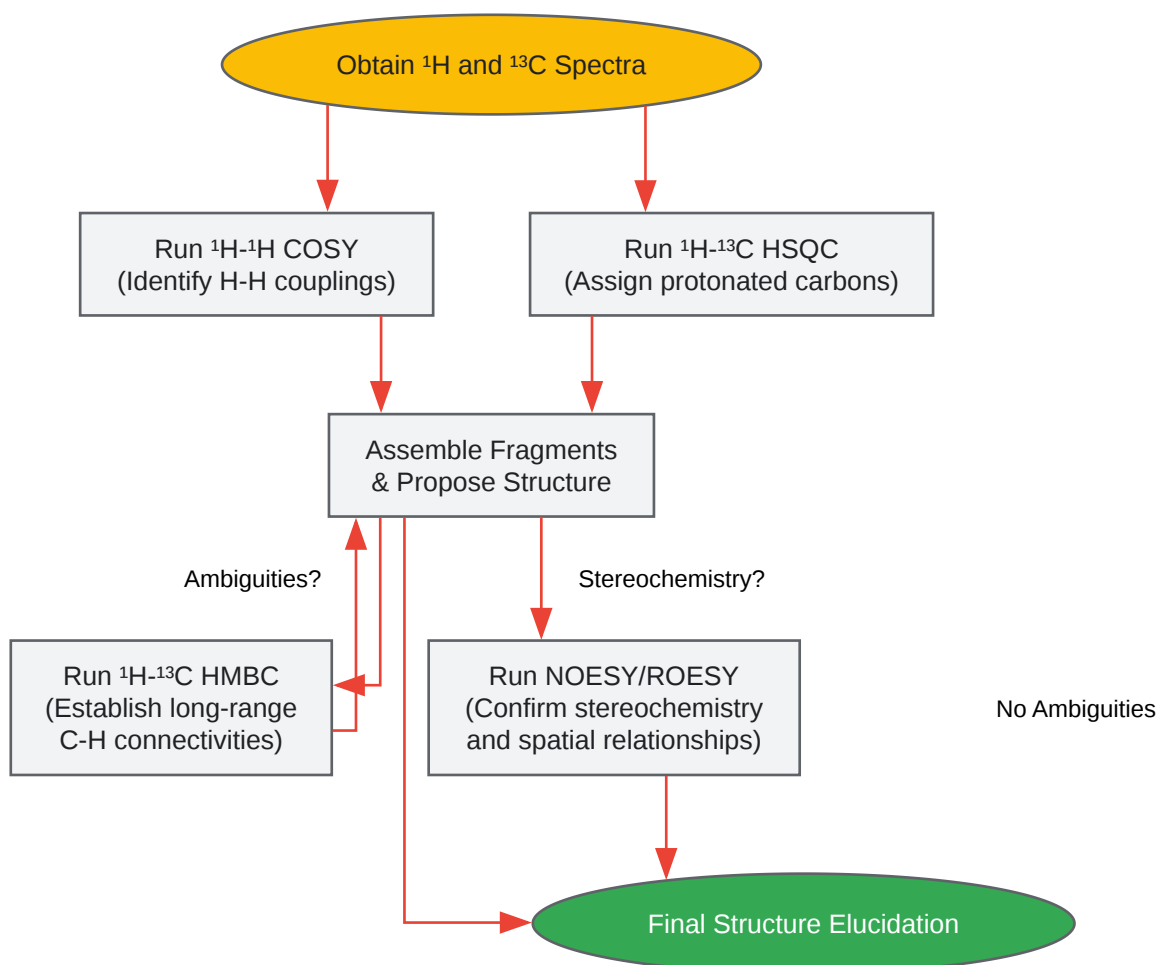 Obtain ¹H and ¹³C Spectra
Run ¹H-¹H COSY
(Identify H-H couplings)
Run ¹H-¹³C HSQC
(Assign protonated carbons)
Assemble Fragments
& Propose Structure
Ambiguities?
Stereochemistry?
Run ¹H-¹³C HMBC
(Establish long-range
C-H connectivities)
Run NOESY/ROESY
(Confirm stereochemistry
and spatial relationships)
No Ambiguities
Final Structure Elucidation